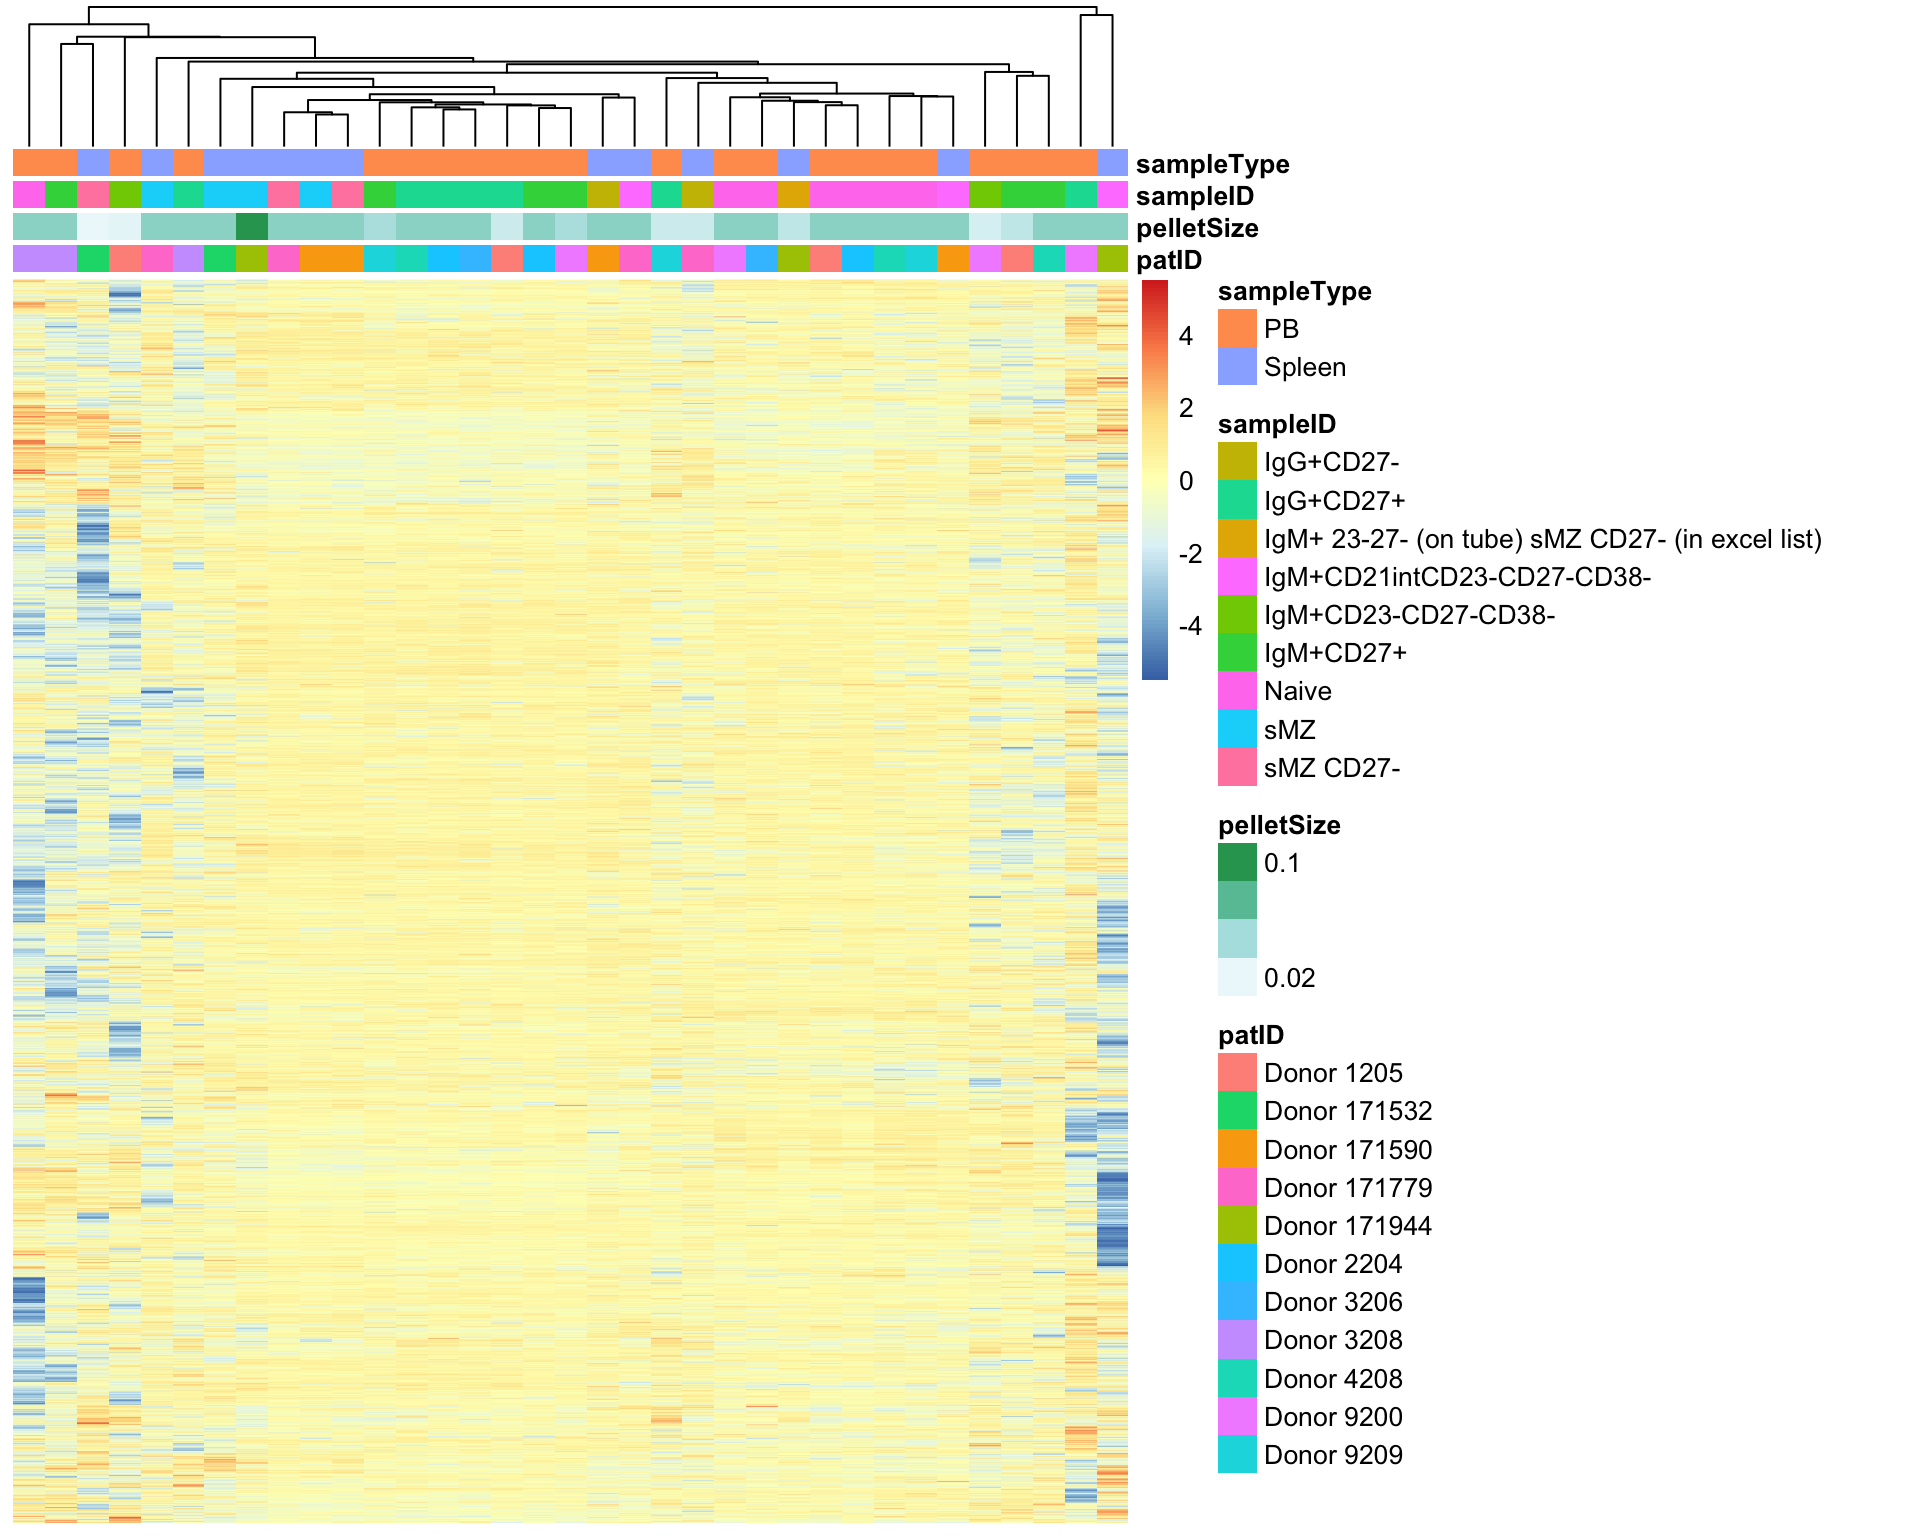 sampleType
sampleID
pelletSize
patID
4
2
0
-2
-4
sampleType
PB
Spleen
sampleID
IgG+CD27-
IgG+CD27+
IgM+ 23-27- (on tube) sMZ CD27- (in excel list)
IgM+CD21intCD23-CD27-CD38-
IgM+CD23-CD27-CD38-
IgM+CD27+
Naive
sMZ
sMZ CD27-
pelletSize
0.1
0.02
patID
Donor 1205
Donor 171532
Donor 171590
Donor 171779
Donor 171944
Donor 2204
Donor 3206
Donor 3208
Donor 4208
Donor 9200
Donor 9209